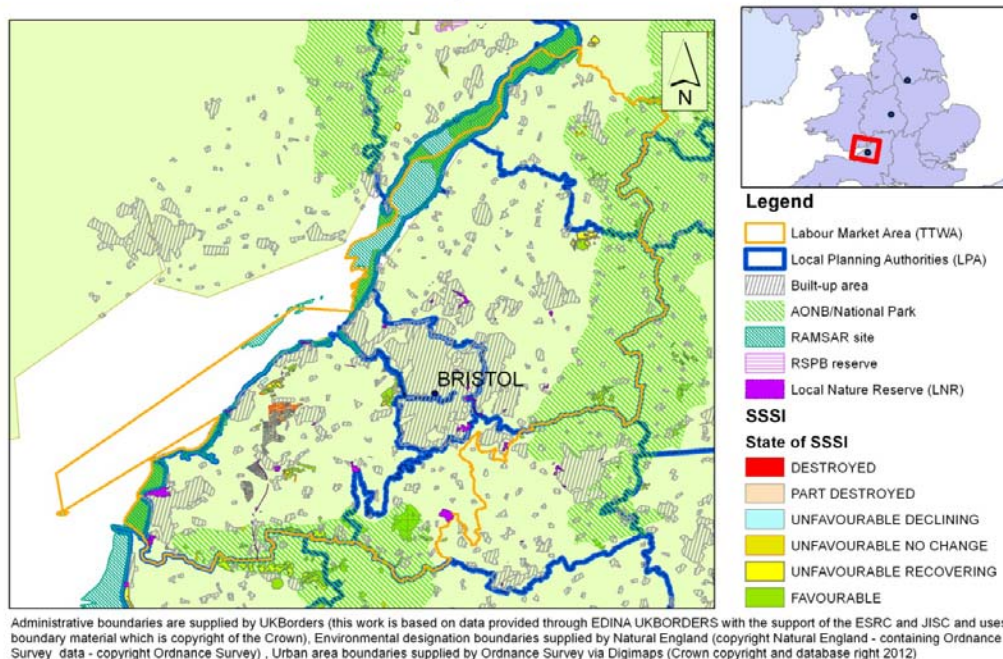 N
BRISTOL
Legend
Labour Market Area (TTWA)
Local Planning Authorities (LPA)
Built-up area
AONB/National Park
RAMSAR site
RSPB reserve
Local Nature Reserve (LNR)
SSSI
State of SSSI
DESTROYED
PART DESTROYED
UNFAVOURABLE DECLINING
UNFAVOURABLE NO CHANGE
UNFAVOURABLE RECOVERING
FAVOURABLE
Administrative boundaries are supplied by UKBorders (this work is based on data provided through EDINA UKBORDERS with the support of the ESRC and JISC and uses
boundary material which is copyright of the Crown), Environmental designation boundaries supplied by Natural England (copyright Natural England - containing Ordnance
Survey data - copyright Ordnance Survey) , Urban area boundaries supplied by Ordnance Survey via Digimaps (Crown copyright and database right 2012)